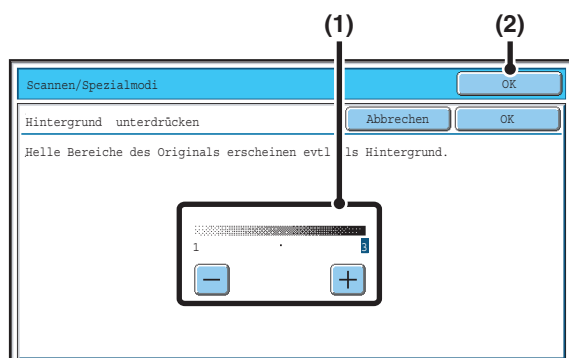 (1) (2)
Scannen/Spezialmodi OK
Hintergrund unterdrücken Abbrechen OK
Helle Bereiche des Originals erscheinen evtl ls Hintergrund.
1 3
− +